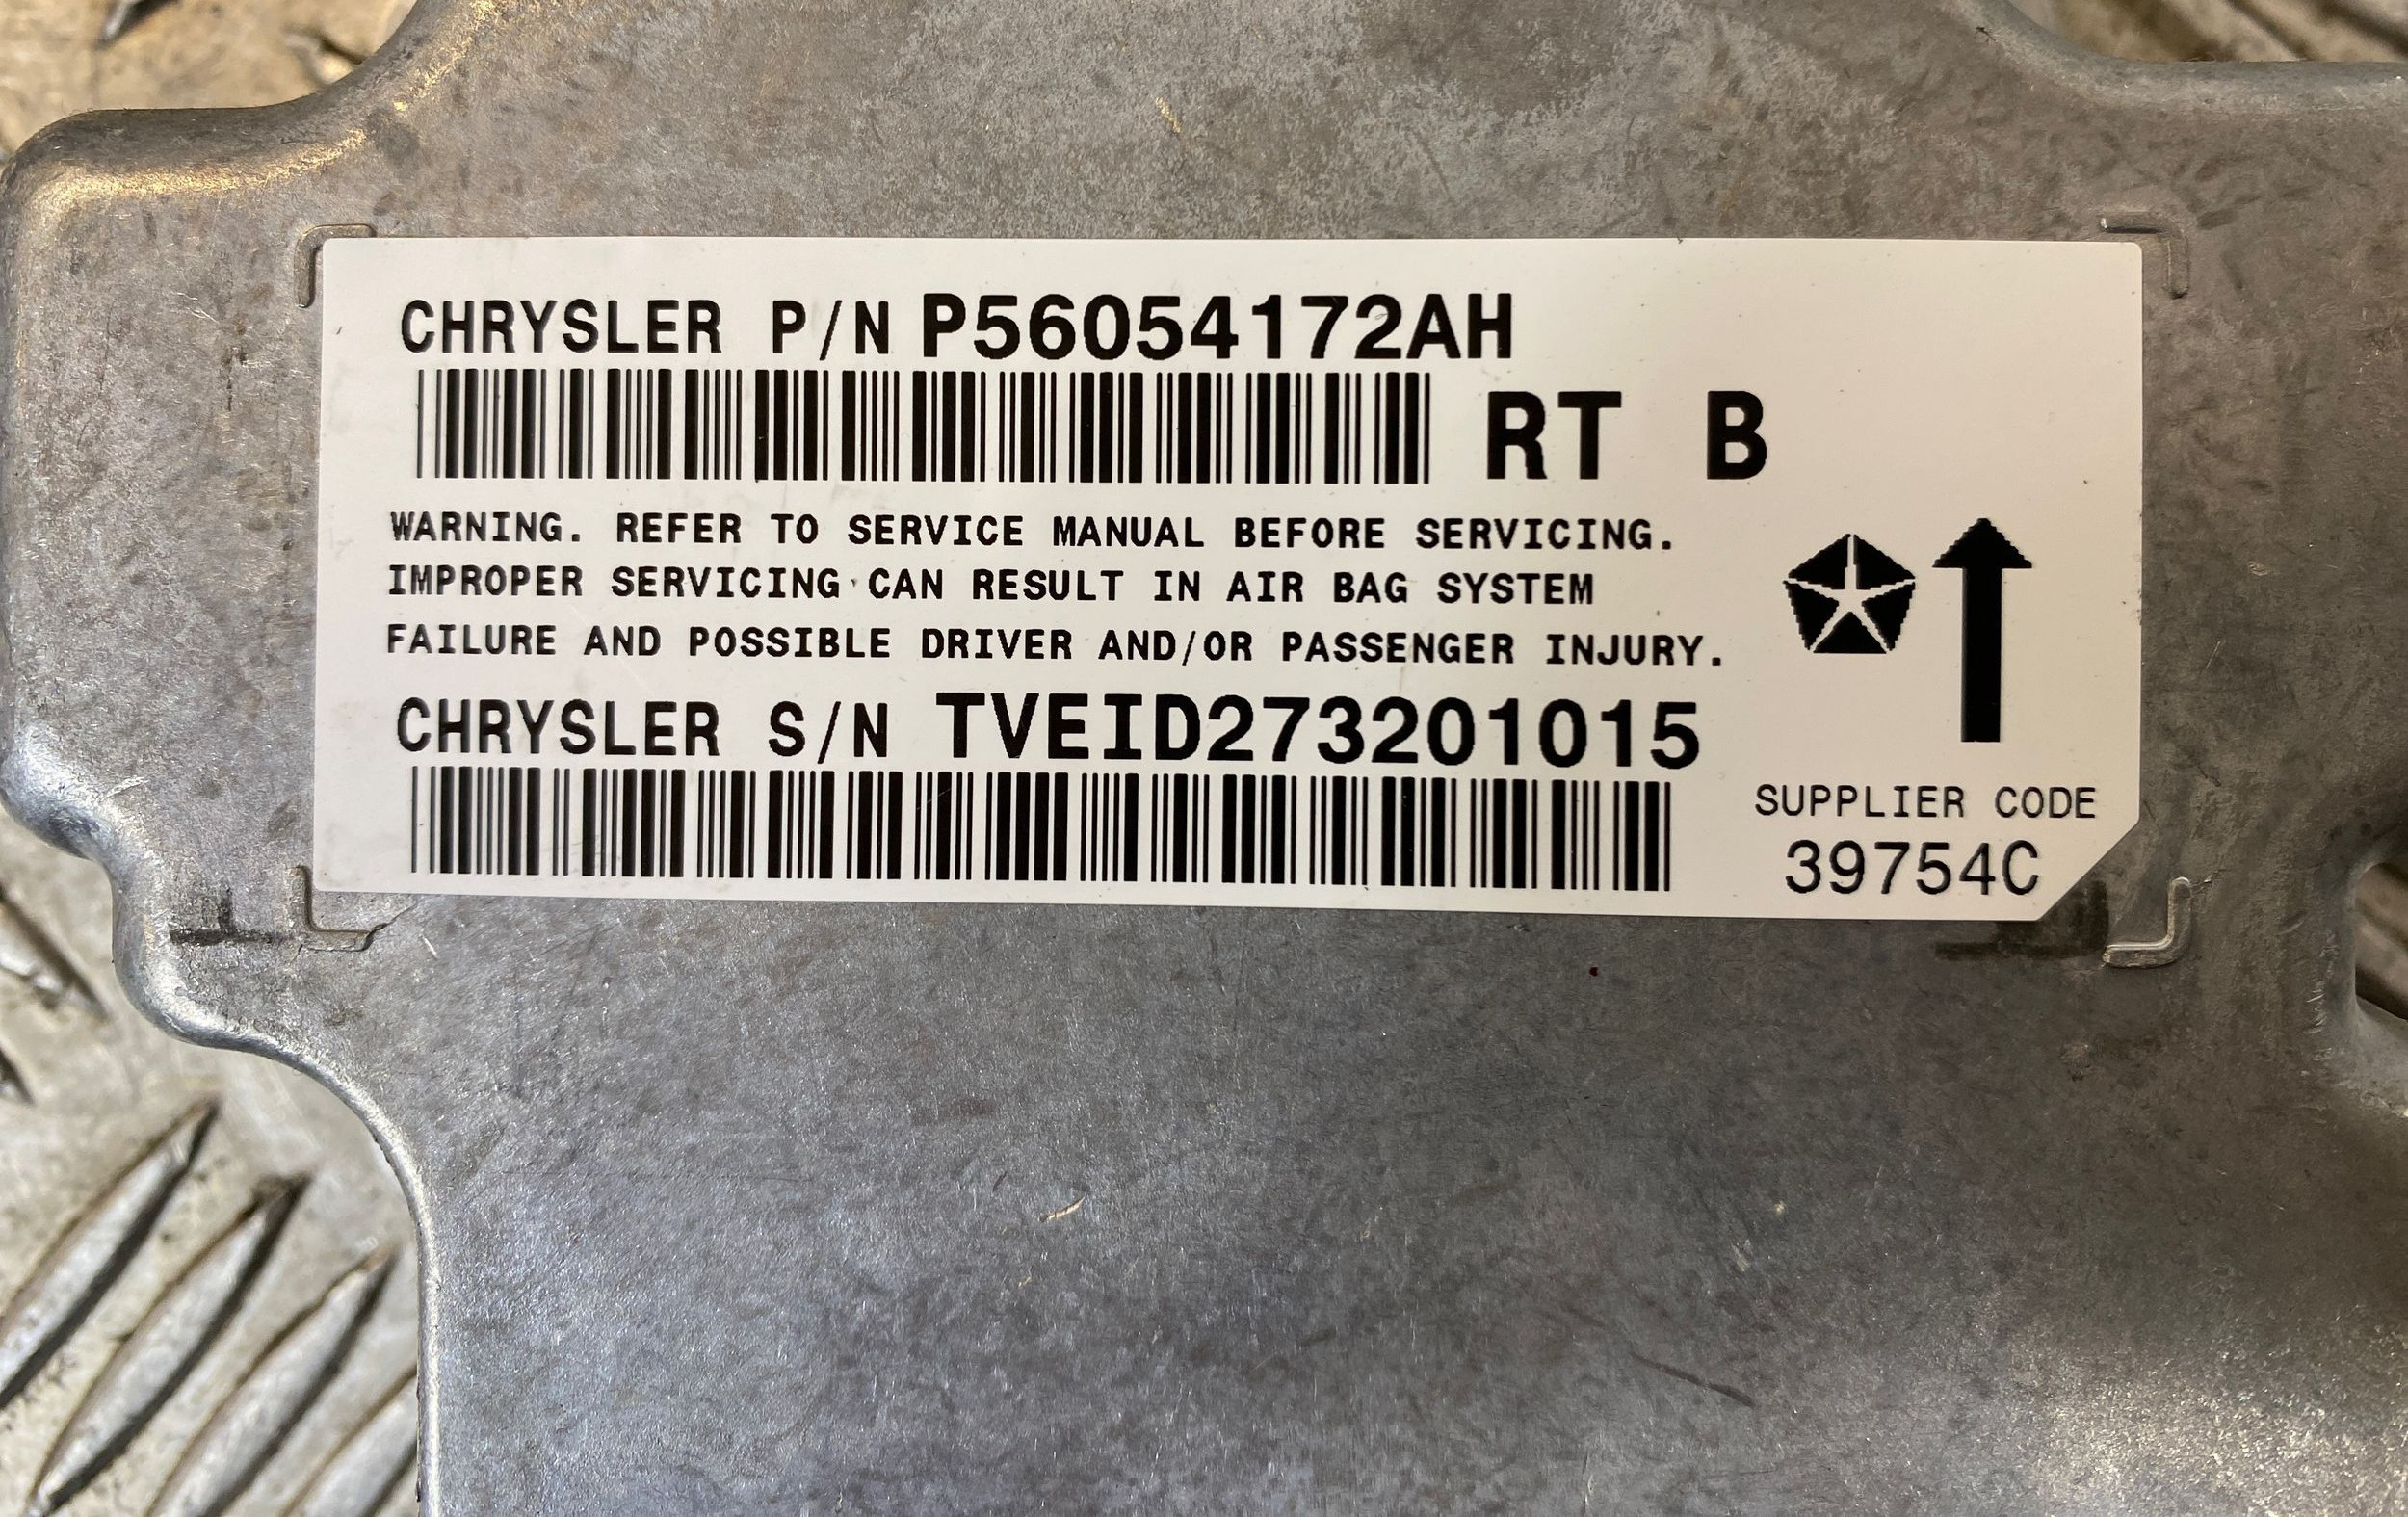 CHRYSLER P/N P56054172AH
RT B
WARNING. REFER TO SERVICE MANUAL BEFORE SERVICING.
IMPROPER SERVICING CAN RESULT IN AIR BAG SYSTEM
FAILURE AND POSSIBLE DRIVER AND/OR PASSENGER INJURY.
CHRYSLER S/N TVEID273201015
SUPPLIER CODE
39754C